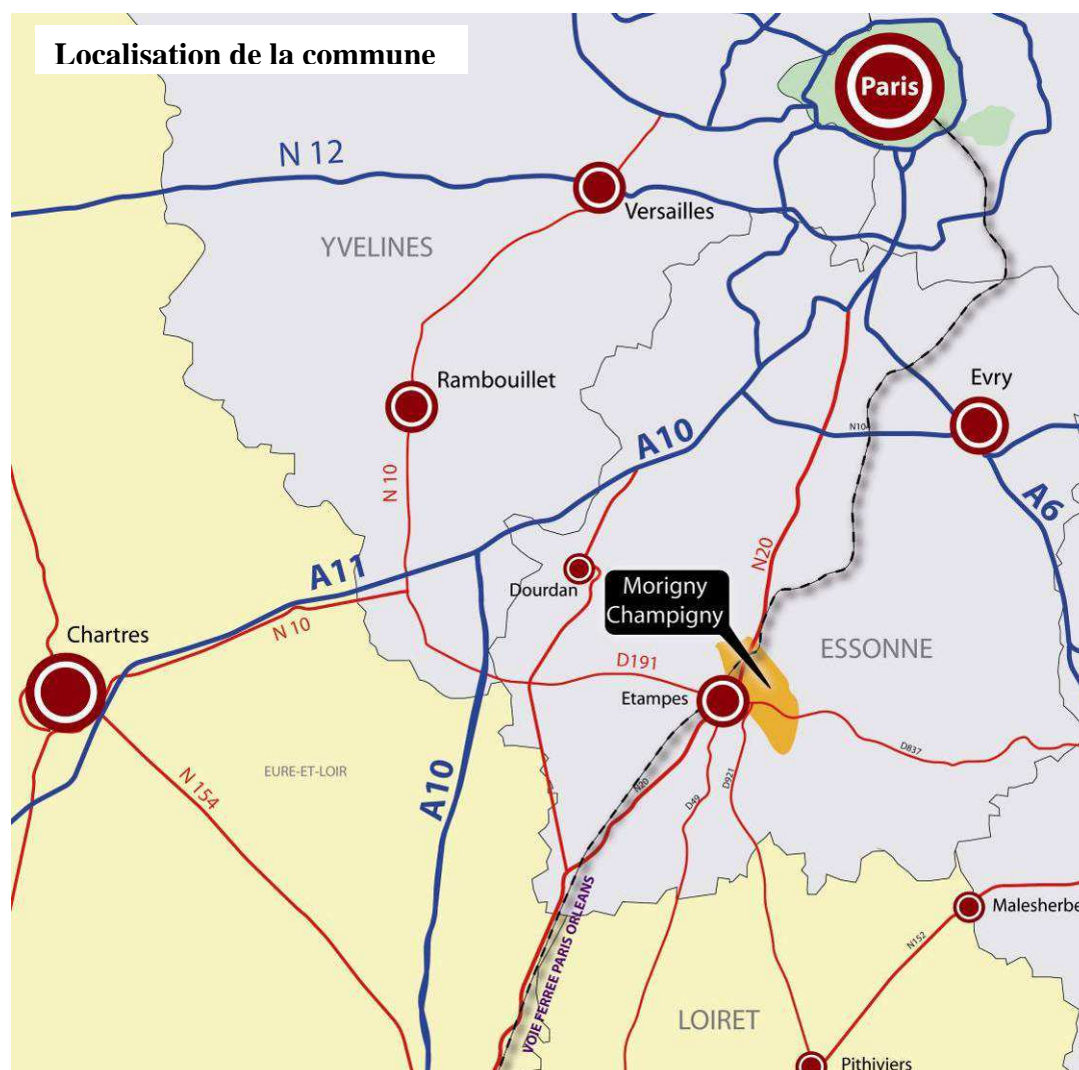 Localisation de la commune
Paris
N 12
Versailles
YVELINES
Rambouillet
Evry
A10
N10
N 10
A6
N20
A11
Dourdan
Morigny
Champigny
N 10
Chartres
ESSONNE
D191
Etampes
D837
EURE-ET-LOIR
N 154
A10
N20
D49
D921
VOIE FERREE PARIS ORLEANS
Malesherbe
N152
LOIRET
Pithiviers